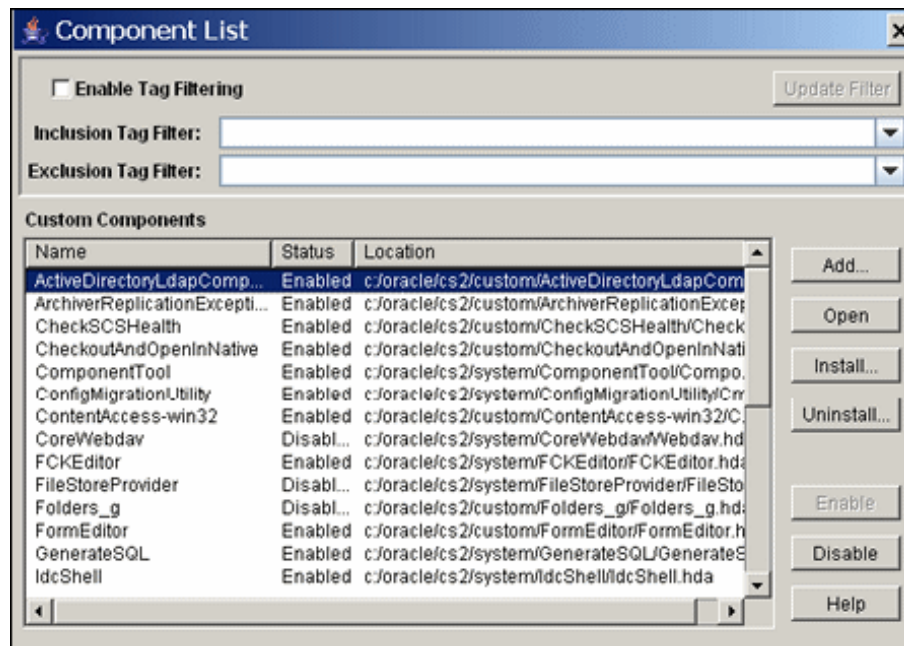 Component List
Enable Tag Filtering
Update Filter
Inclusion Tag Filter:
Exclusion Tag Filter:
Custom Components
Name Status Location
ActiveDirectoryLdapComp... Enabled c:/oracle/cs2/custom/ActiveDirectoryLdapCom
Add...
ArchiverReplicationExcepti... Enabled c:/oracle/cs2/custom/ArchiverReplicationExcep
CheckSCSHealth Enabled c:/oracle/cs2/custom/CheckSCSHealth/Check
Open
CheckoutAndOpenInNative Enabled c:/oracle/cs2/custom/CheckoutAndOpenInNati
ComponentTool Enabled c:/oracle/cs2/system/ComponentTool/Compo.
Install...
ConfigMigrationUtility Enabled c:/oracle/cs2/system/ConfigMigrationUtility/Cm
ContentAccess-win32 Enabled c:/oracle/cs2/custom/ContentAccess-win32/C.
Uninstall...
CoreWebdav Disabl... c:/oracle/cs2/system/CoreWebdav/Webdav.hd
FCKEditor Enabled c:/oracle/cs2/system/FCKEditor/FCKEditor.hda
FileStoreProvider Disabl... c:/oracle/cs2/system/FileStoreProvider/FileSto
Folders_g Disabl... c:/oracle/cs2/custom/Folders_g/Folders_g.hda
Enable
FormEditor Enabled c:/oracle/cs2/custom/FormEditor/FormEditor.h
GenerateSQL Enabled c:/oracle/cs2/system/GenerateSQL/GenerateS
Disable
IdcShell Enabled c:/oracle/cs2/system/IdcShell/IdcShell.hda
Help